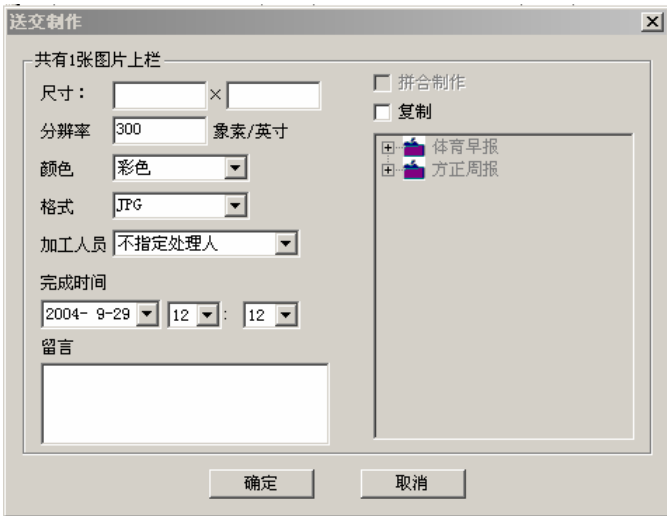 送交制作
共有1张图片上栏
尺寸： ×
分辨率 300 象素/英寸
颜色 彩色
格式 JPG
加工人员 不指定处理人
完成时间
2004- 9-29 12 : 12
留言
拼合制作
复制
体育早报
方正周报
确定 取消